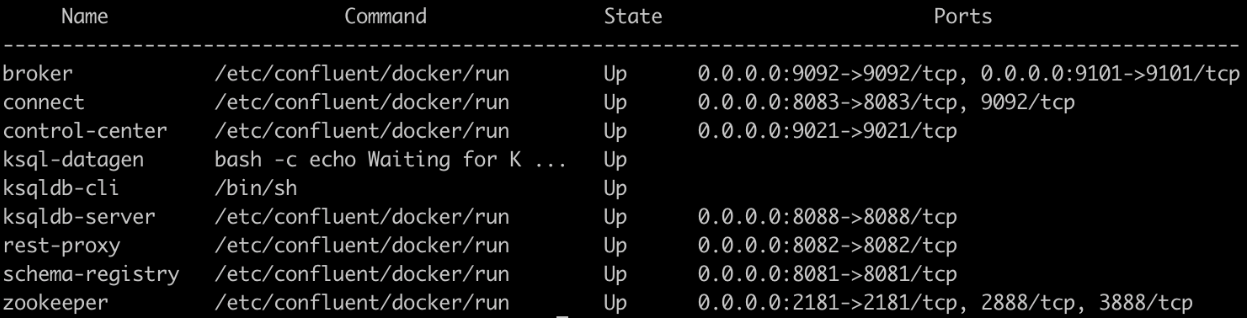 Name Command State Ports
--------------------------------------------------------------------------------------------------------
broker /etc/confluent/docker/run Up 0.0.0.0:9092->9092/tcp, 0.0.0.0:9101->9101/tcp
connect /etc/confluent/docker/run Up 0.0.0.0:8083->8083/tcp, 9092/tcp
control-center /etc/confluent/docker/run Up 0.0.0.0:9021->9021/tcp
ksql-datagen bash -c echo Waiting for K ... Up
ksqldb-cli /bin/sh Up
ksqldb-server /etc/confluent/docker/run Up 0.0.0.0:8088->8088/tcp
rest-proxy /etc/confluent/docker/run Up 0.0.0.0:8082->8082/tcp
schema-registry /etc/confluent/docker/run Up 0.0.0.0:8081->8081/tcp
zookeeper /etc/confluent/docker/run Up 0.0.0.0:2181->2181/tcp, 2888/tcp, 3888/tcp